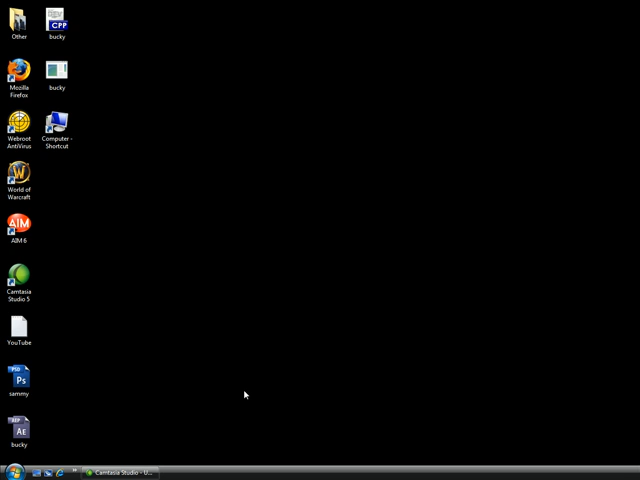 Other
Mozilla
Firefox
Webroot
AntiVirus
World of
Warcraft
AIM
AIM 6
Camtasia
Studio 5
YouTube
PSD
Ps
sammy
AEP
Ae
bucky
CPP
bucky
bucky
Computer -
Shortcut
Camtasia Studio - U...